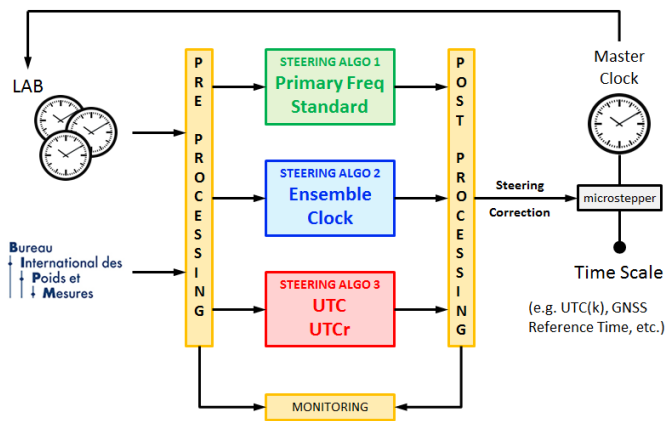 LAB
Bureau
International des
Poids et
Mesures
PRE PROCESSING
STEERING ALGO 1
Primary Freq
Standard
STEERING ALGO 2
Ensemble
Clock
STEERING ALGO 3
UTC
UTCr
POST PROCESSING
MONITORING
Steering
Correction
Master
Clock
microstepper
Time Scale
(e.g. UTC(k), GNSS
Reference Time, etc.)